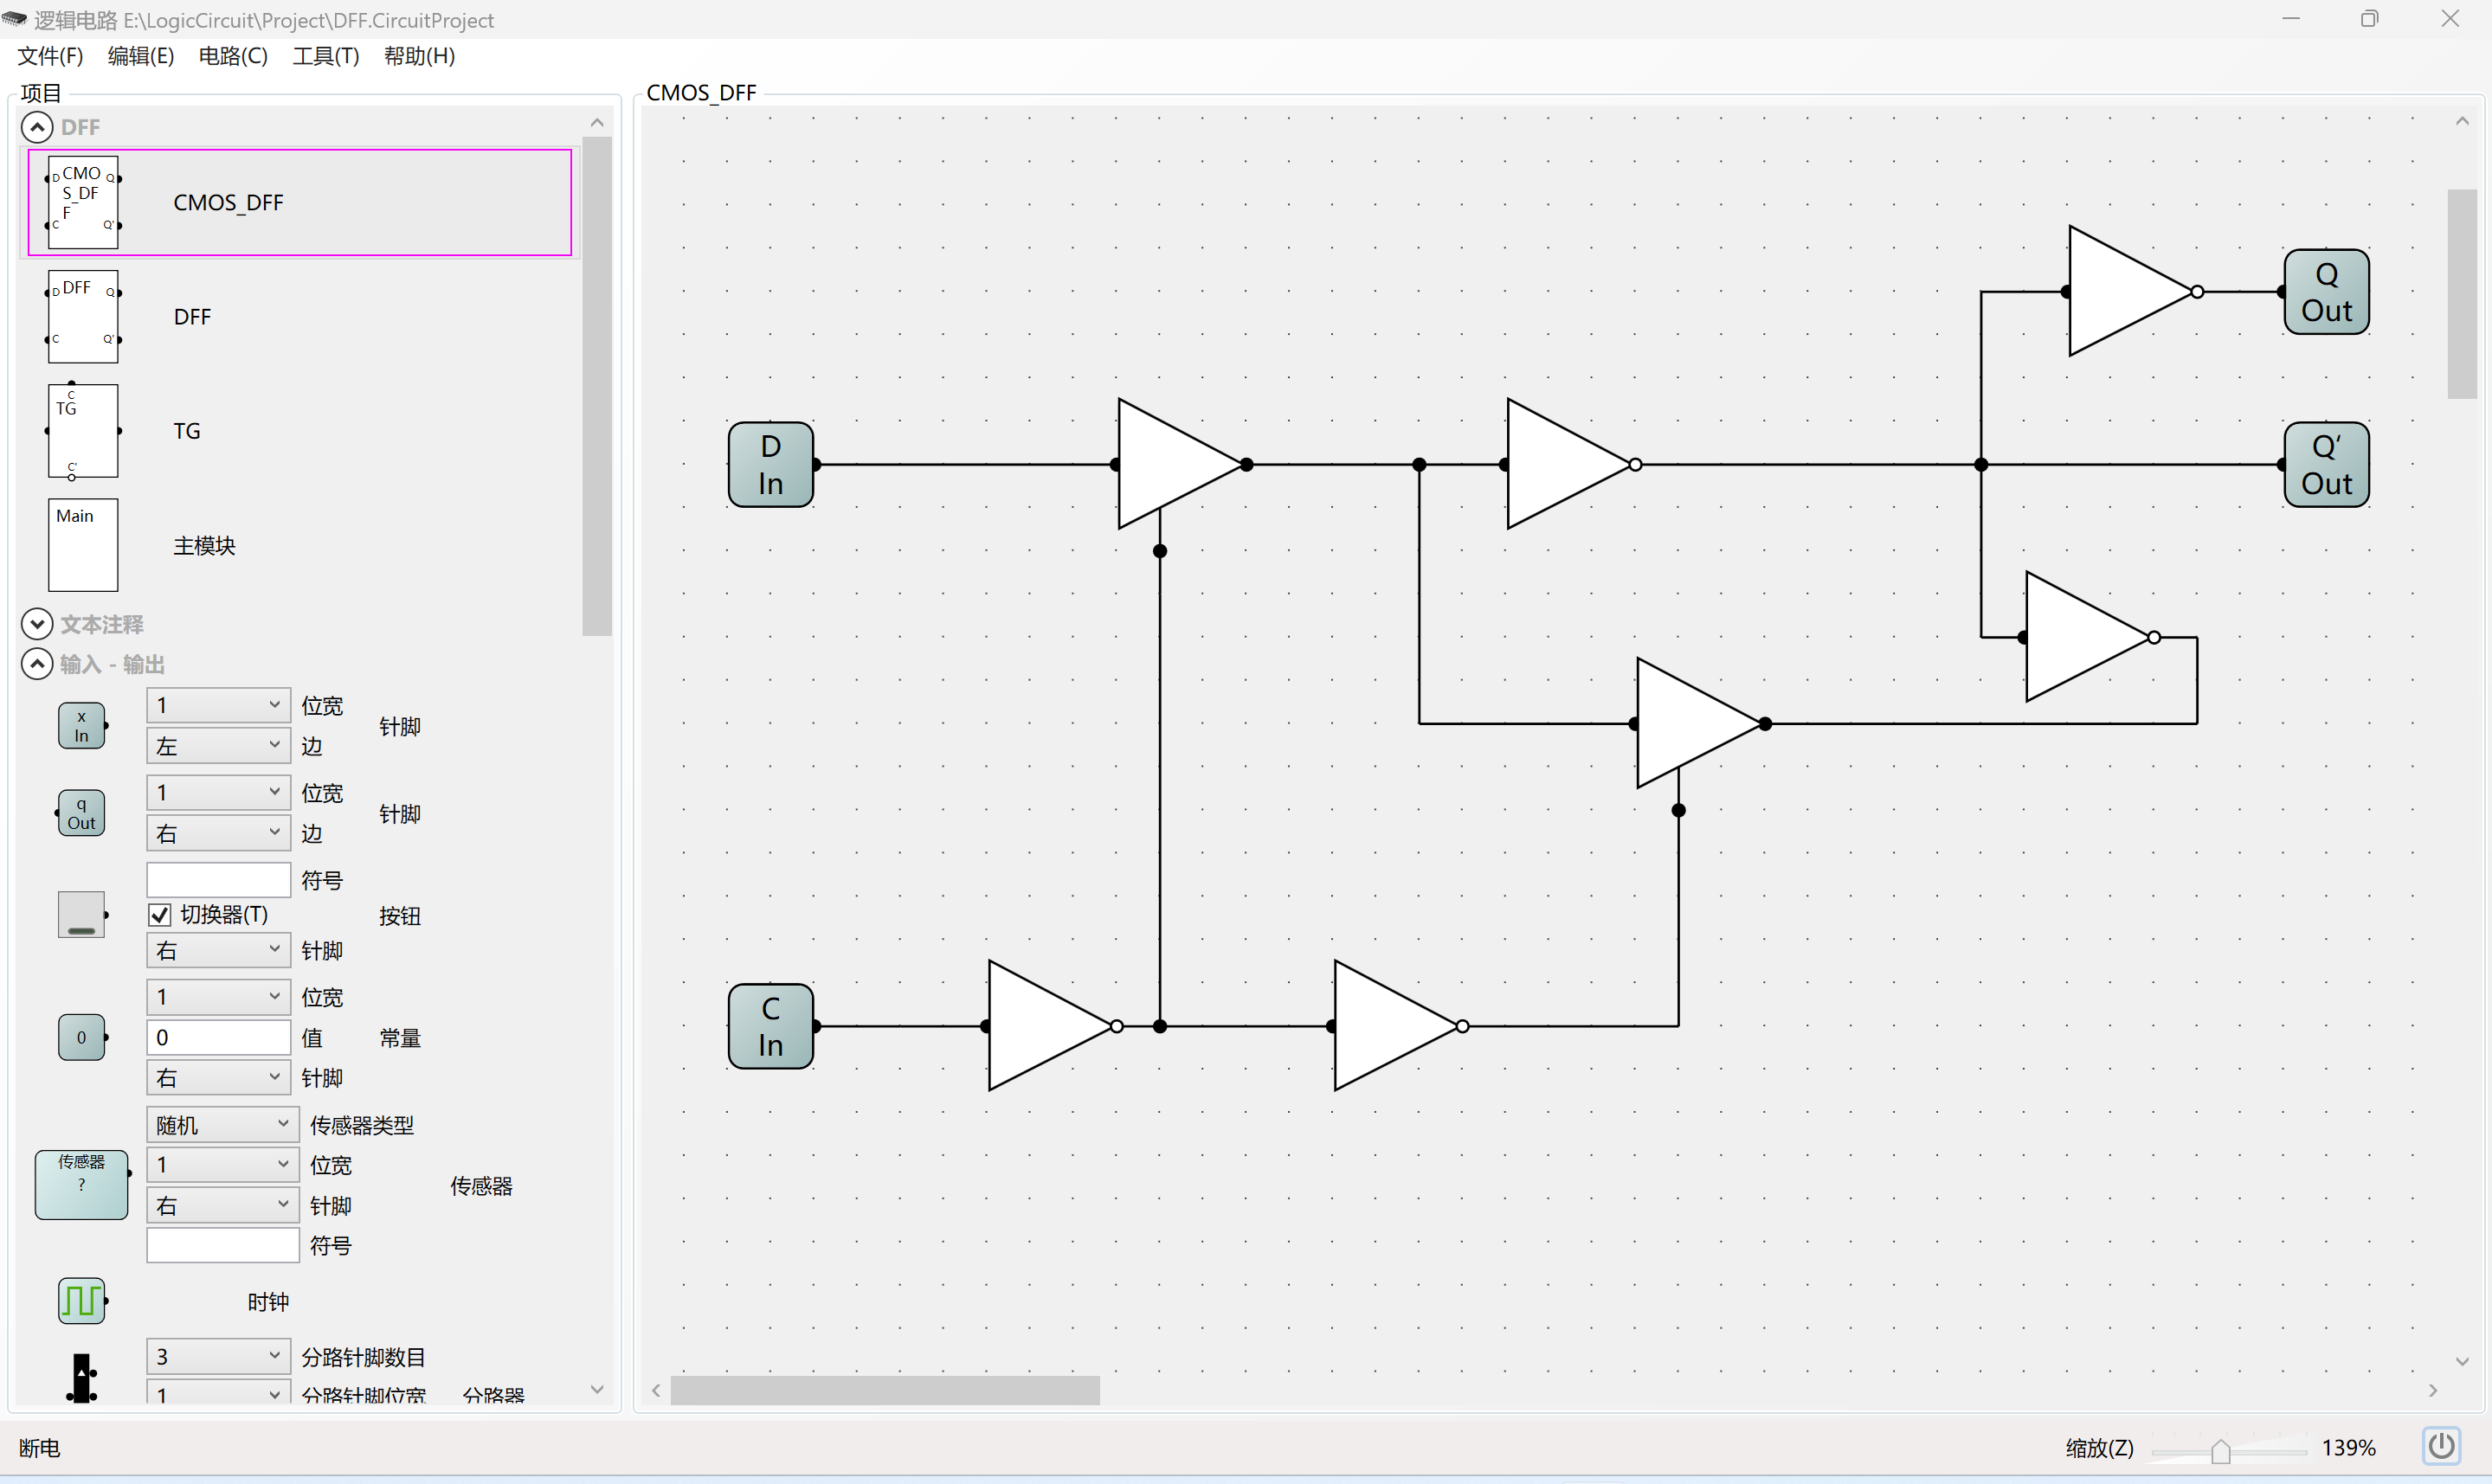 逻辑电路 E:\LogicCircuit\Project\DFF.CircuitProject
文件(F) 编辑(E) 电路(C) 工具(T) 帮助(H)
项目
DFF
D CMO Q
S_DF
F
C Q'
CMOS_DFF
D DFF Q
C Q'
DFF
C
TG
C'
TG
Main
主模块
文本注释
输入 - 输出
x
In
1 位宽
左 边
针脚
q
Out
1 位宽
右 边
针脚
符号
切换器(T)
右 针脚
按钮
0
1 位宽
0 值
右 针脚
常量
传感器
?
随机 传感器类型
1 位宽
右 针脚
符号
传感器
时钟
3 分路针脚数目
1 分路针脚位宽 分路器
CMOS_DFF
Q
Out
D
In
Q‘
Out
C
In
断电
缩放(Z) 139%